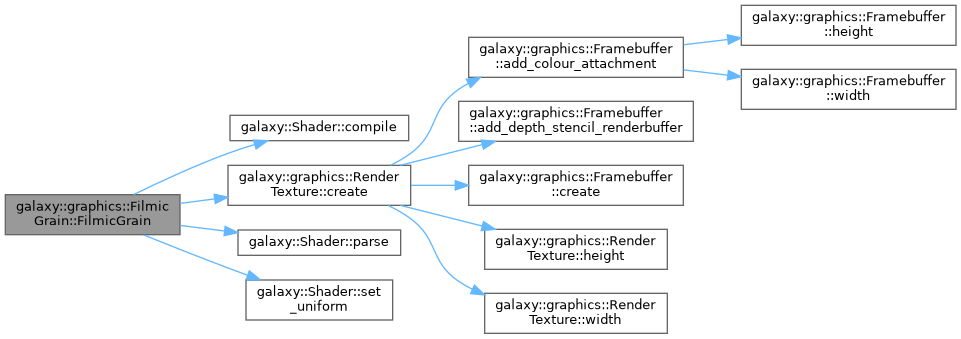 galaxy::graphics::Filmic
Grain::FilmicGrain
galaxy::Shader::compile
galaxy::graphics::Render
Texture::create
galaxy::Shader::parse
galaxy::Shader::set
_uniform
galaxy::graphics::Framebuffer
::add_colour_attachment
galaxy::graphics::Framebuffer
::add_depth_stencil_renderbuffer
galaxy::graphics::Framebuffer
::create
galaxy::graphics::Render
Texture::height
galaxy::graphics::Render
Texture::width
galaxy::graphics::Framebuffer
::height
galaxy::graphics::Framebuffer
::width